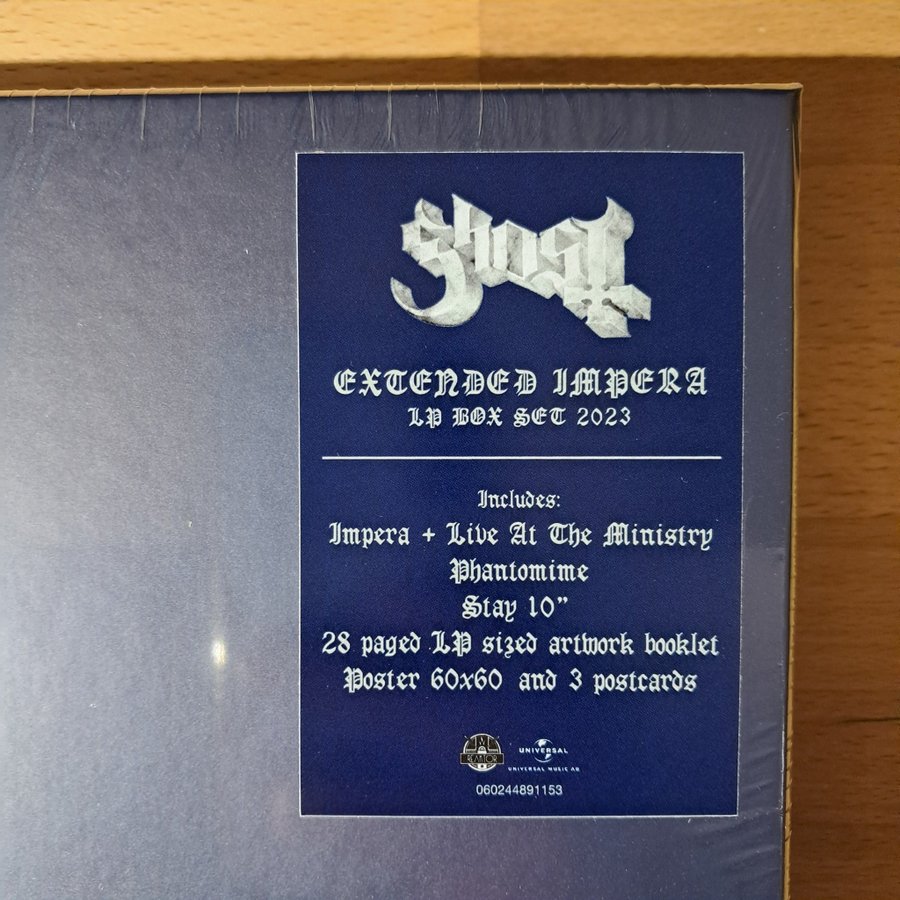 Ghost
EXTENDED IMPERA
LP BOX SET 2023
Includes:
Impera + Live At The Ministry
Phantomime
Stay 10”
28 paged LP sized artwork booklet
Poster 60x60 and 3 postcards
UNIVERSAL
UNIVERSAL MUSIC AB
060244891153